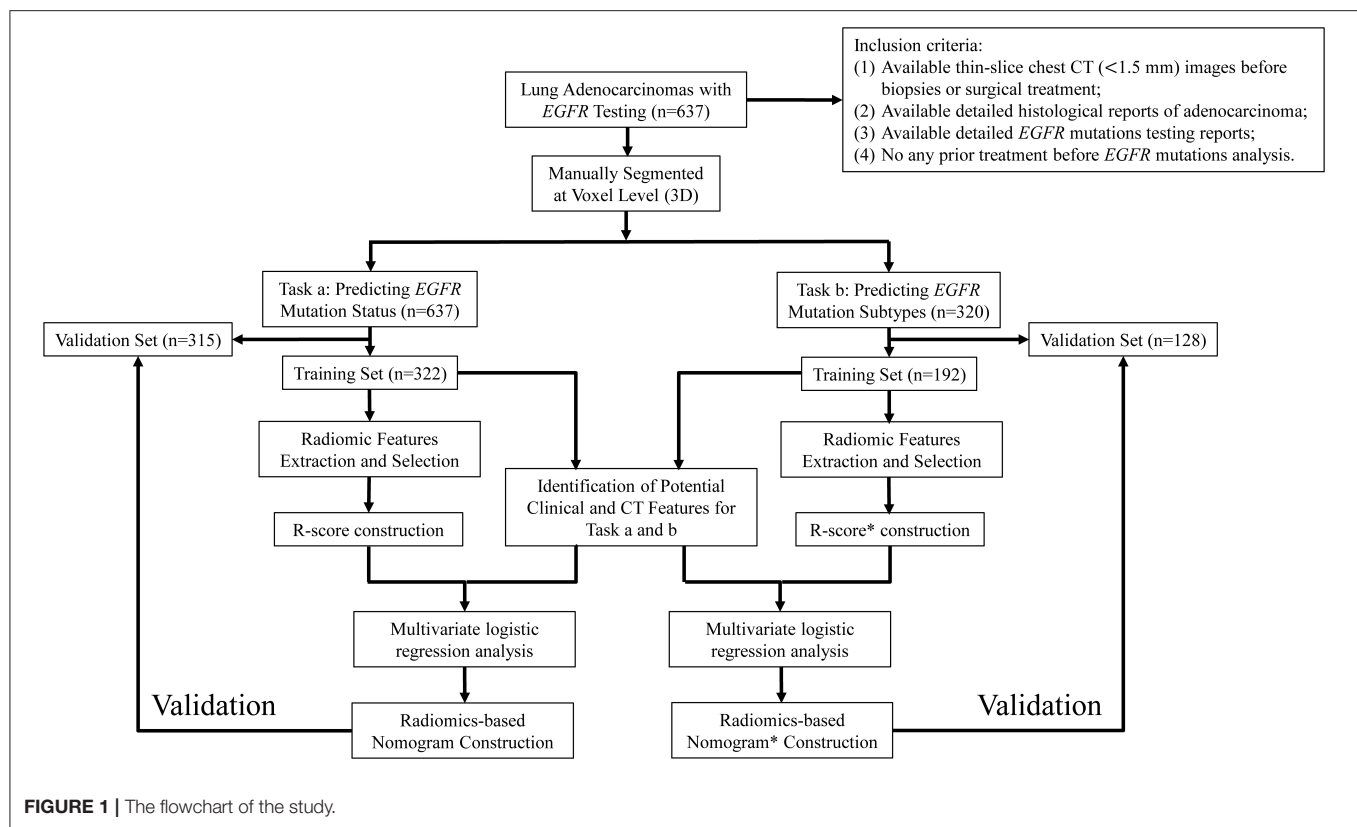 Inclusion criteria:
(1) Available thin-slice chest CT (<1.5 mm) images before
biopsies or surgical treatment;
(2) Available detailed histological reports of adenocarcinoma;
(3) Available detailed EGFR mutations testing reports;
(4) No any prior treatment before EGFR mutations analysis.
Lung Adenocarcinomas with
EGFR Testing (n=637)
Manually Segmented
at Voxel Level (3D)
Task a: Predicting EGFR
Mutation Status (n=637)
Task b: Predicting EGFR
Mutation Subtypes (n=320)
Validation Set (n=315)
Validation Set (n=128)
Training Set (n=322)
Training Set (n=192)
Radiomic Features
Extraction and Selection
Radiomic Features
Extraction and Selection
Identification of Potential
Clinical and CT Features for
Task a and b
R-score construction
R-score* construction
Multivariate logistic
regression analysis
Multivariate logistic
regression analysis
Validation
Validation
Radiomics-based
Nomogram Construction
Radiomics-based
Nomogram* Construction
FIGURE 1 | The flowchart of the study.